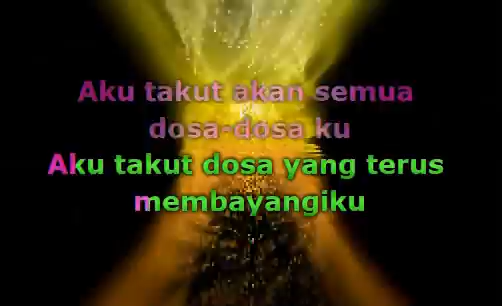 Aku takut akan semua
dosa-dosa ku
Aku takut dosa yang terus
membayangiku